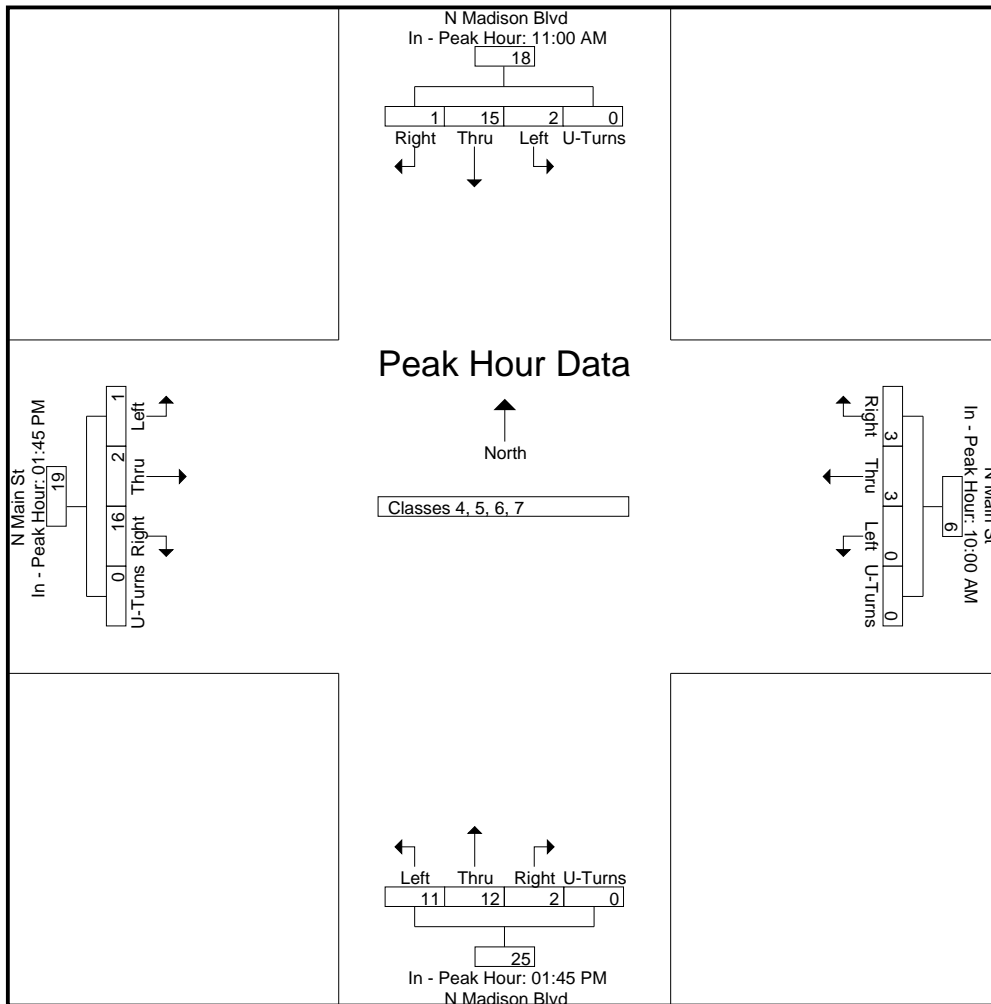 N Madison Blvd
In - Peak Hour: 11:00 AM
18
1 15 2 0
Right Thru Left U-Turns
Peak Hour Data
North
Classes 4, 5, 6, 7
N Main St
In - Peak Hour: 01:45 PM
19
1 2 16 0
Left Thru Right U-Turns
N Main St
In - Peak Hour: 10:00 AM
6
3 3 0 0
Right Thru Left U-Turns
Left Thru Right U-Turns
11 12 2 0
25
In - Peak Hour: 01:45 PM
N Madison Blvd